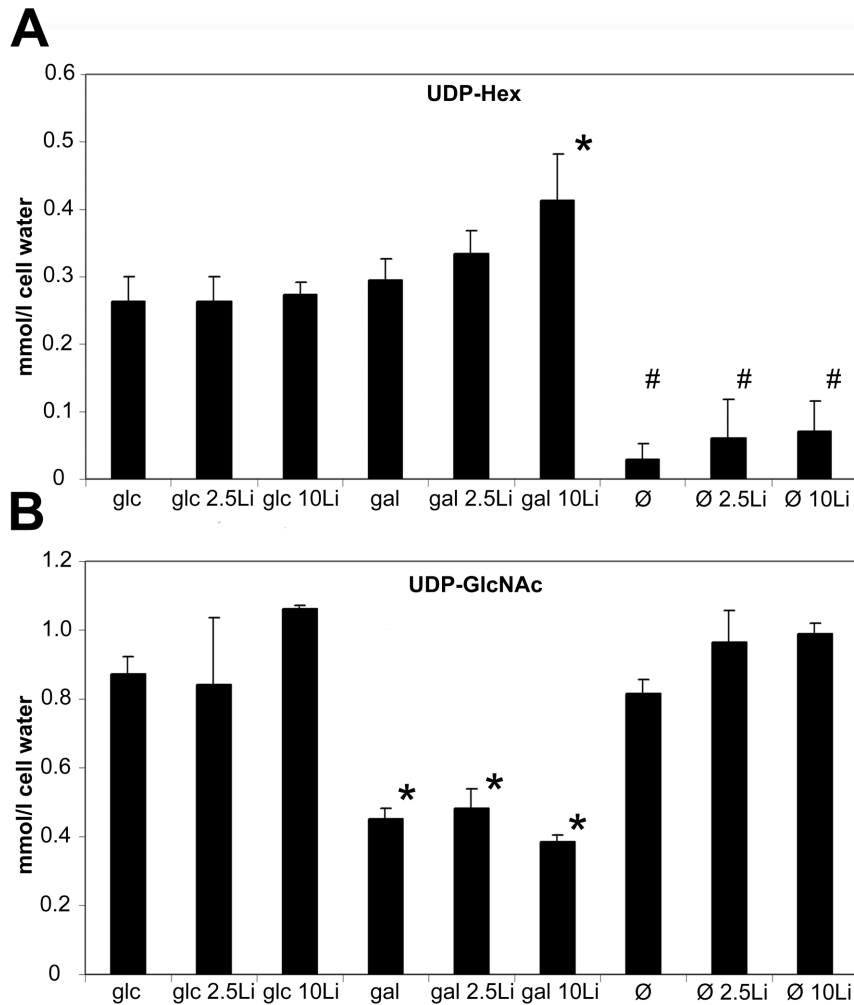 A
UDP-Hex
mmol/l cell water
0.6
0.5
0.4
0.3
0.2
0.1
0
*
# # #
glc glc 2.5Li glc 10Li gal gal 2.5Li gal 10Li Ø Ø 2.5Li Ø 10Li
B
UDP-GlcNAc
mmol/l cell water
1.2
1.0
0.8
0.6
0.4
0.2
0
* * *
glc glc 2.5Li glc 10Li gal gal 2.5Li gal 10Li Ø Ø 2.5Li Ø 10Li